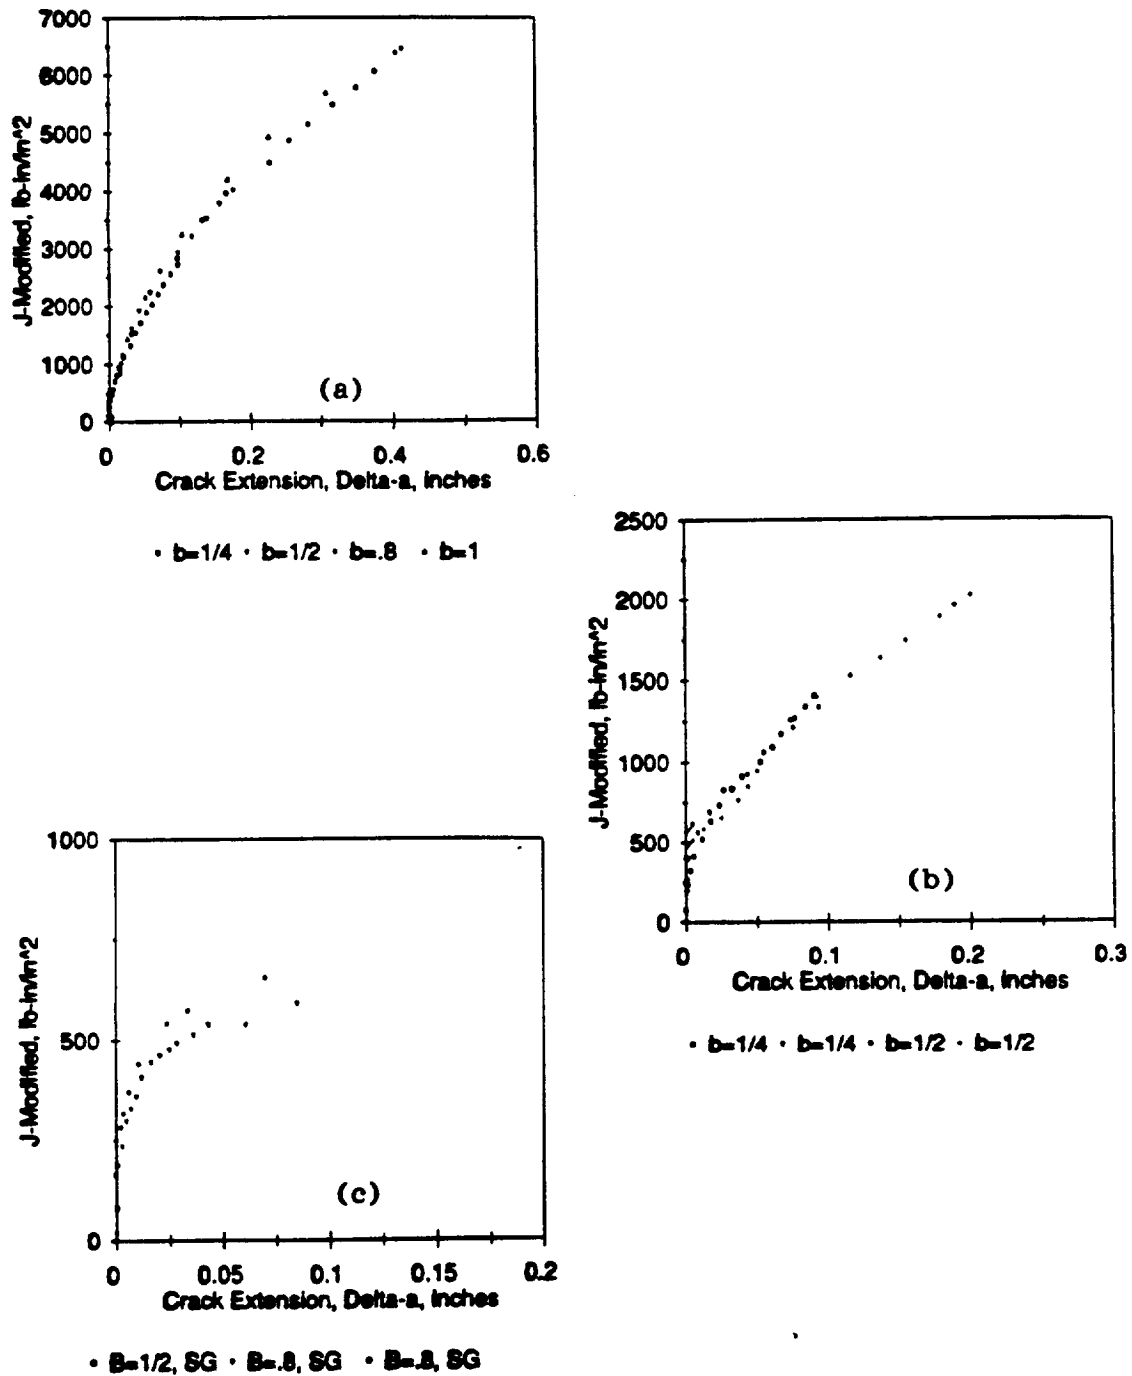 7000
6000
5000
4000
3000
2000
1000
0
J-Modified, lb-in/in^2
(a)
0 0.2 0.4 0.6
Crack Extension, Delta-a, inches
b=1/4 b=1/2 b=.8 b=1
2500
2000
1500
1000
500
0
J-Modified, lb-in/in^2
(b)
0 0.1 0.2 0.3
Crack Extension, Delta-a, inches
b=1/4 b=1/4 b=1/2 b=1/2
1000
500
0
J-Modified, lb-in/in^2
(c)
0 0.05 0.1 0.15 0.2
Crack Extension, Delta-a, inches
B=1/2, SG B=.8, SG B=.8, SG